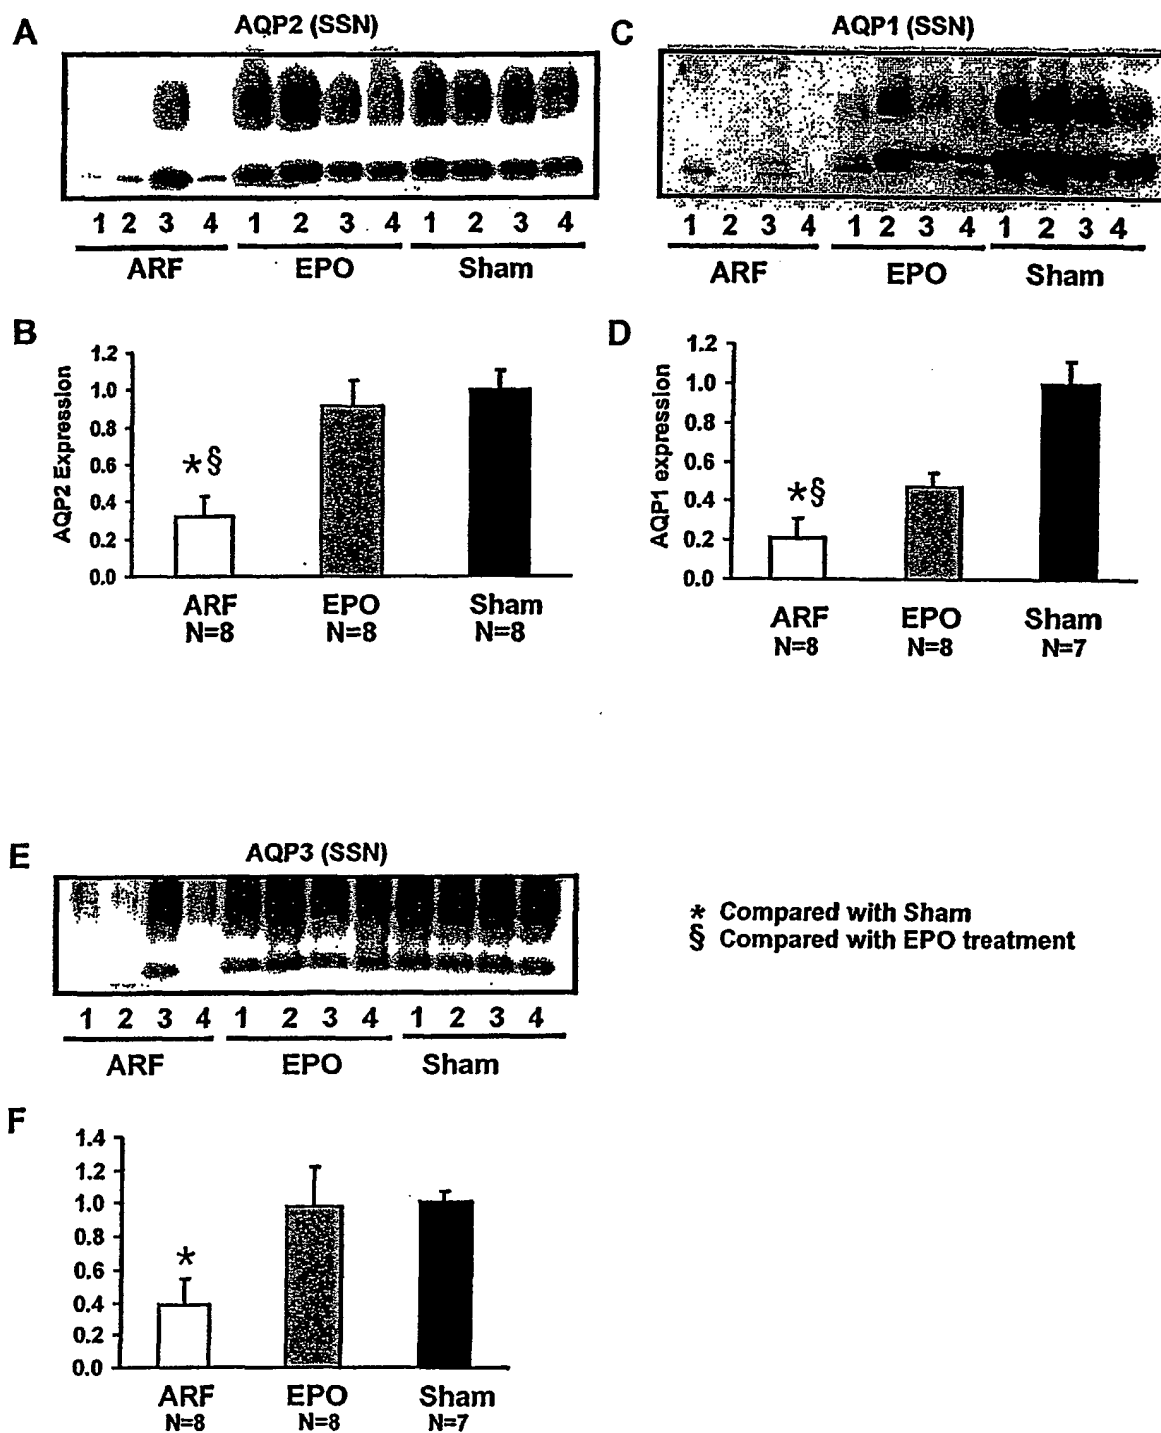 A
AQP2 (SSN)
1 2 3 4 1 2 3 4 1 2 3 4
ARF EPO Sham
B
AQP2 Expression
1.2
1.0
0.8
0.6
0.4
0.2
0.0
*§
ARF EPO Sham
N=8 N=8 N=8
C
AQP1 (SSN)
1 2 3 4 1 2 3 4 1 2 3 4
ARF EPO Sham
D
AQP1 expression
1.2
1.0
0.8
0.6
0.4
0.2
0.0
*§
ARF EPO Sham
N=8 N=8 N=7
E
AQP3 (SSN)
1 2 3 4 1 2 3 4 1 2 3 4
ARF EPO Sham
* Compared with Sham
§ Compared with EPO treatment
F
1.4
1.2
1.0
0.8
0.6
0.4
0.2
0.0
*
ARF EPO Sham
N=8 N=8 N=7